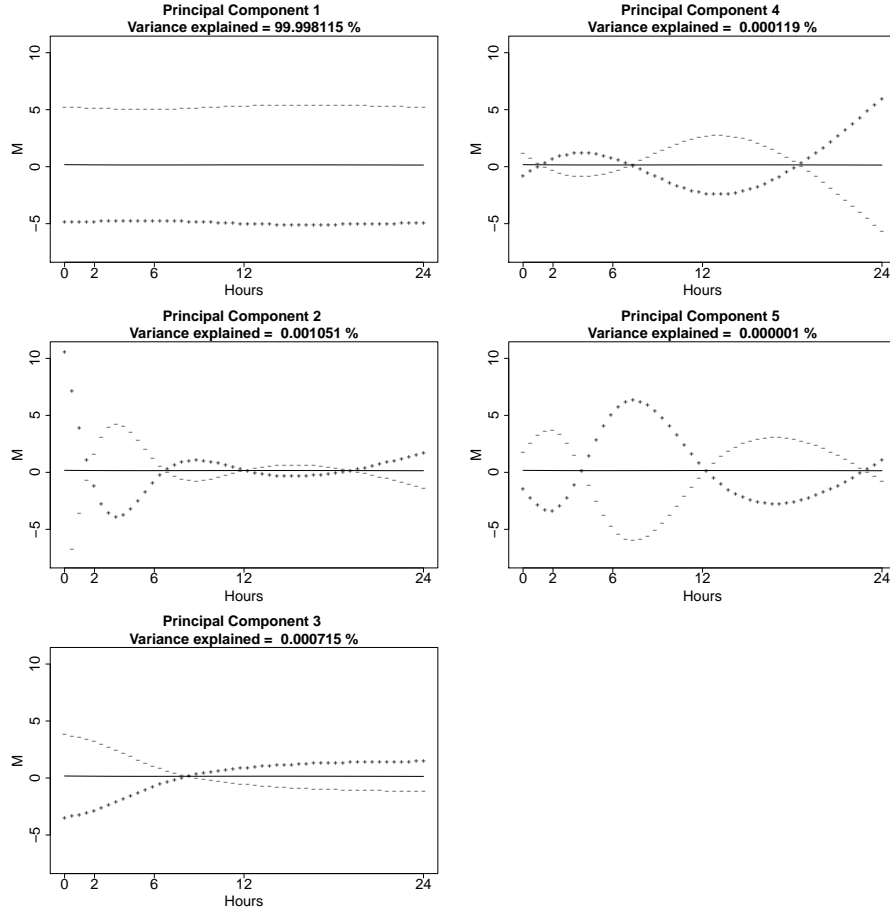 Principal Component 1
Variance explained = 99.998115 %
10
5
0
−5
M
0 2 6 12 24
Hours
Principal Component 4
Variance explained = 0.000119 %
10
5
0
−5
M
0 2 6 12 24
Hours
Principal Component 2
Variance explained = 0.001051 %
10
5
0
−5
M
0 2 6 12 24
Hours
Principal Component 5
Variance explained = 0.000001 %
10
5
0
−5
M
0 2 6 12 24
Hours
Principal Component 3
Variance explained = 0.000715 %
10
5
0
−5
M
0 2 6 12 24
Hours